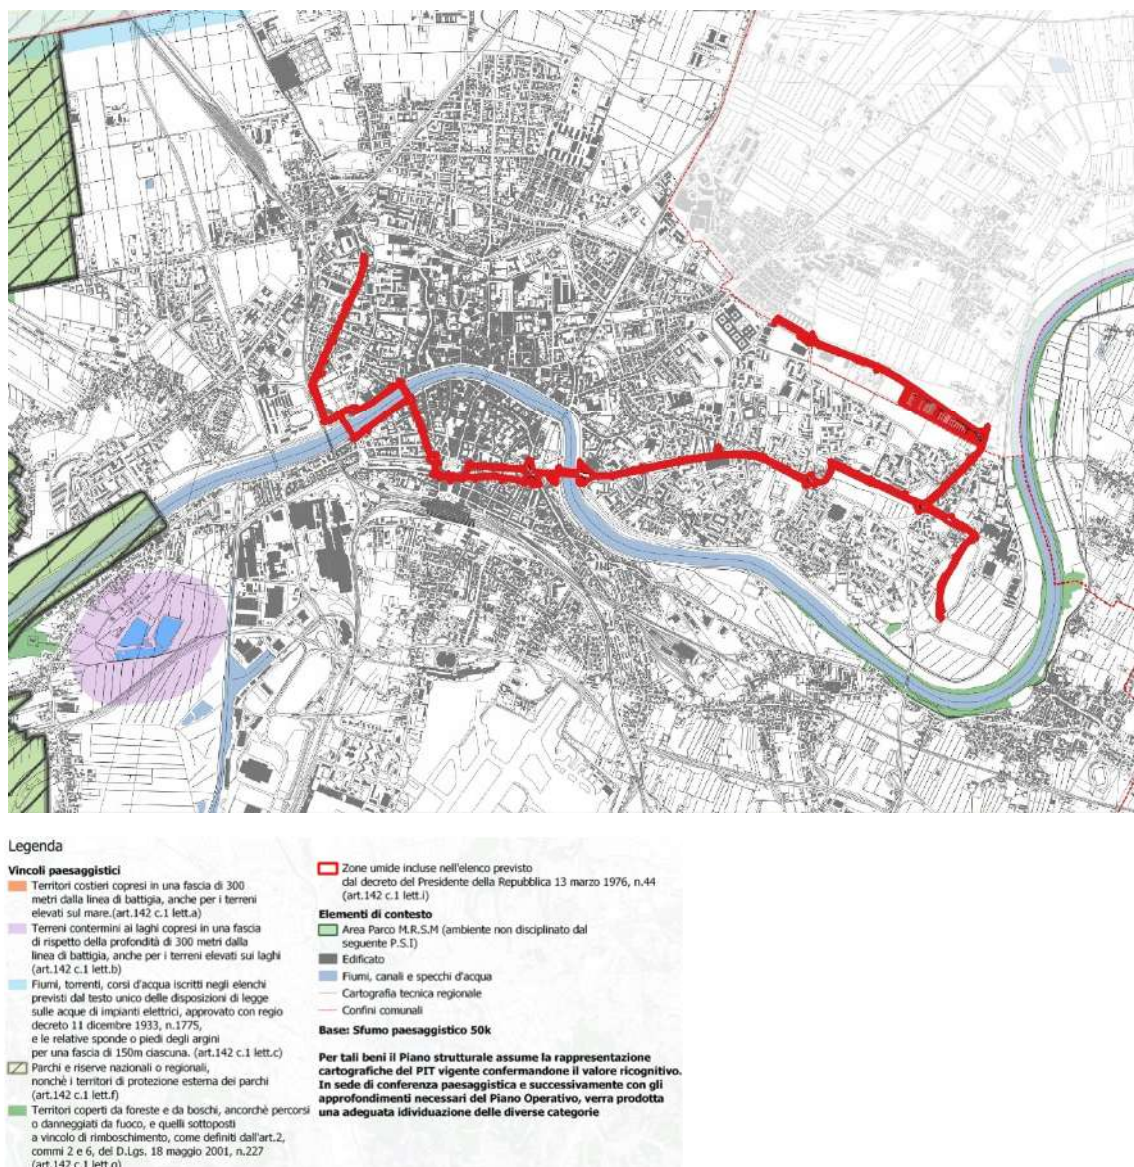 Legenda
Vincoli paesaggistici
Territori costieri copresi in una fascia di 300
metri dalla linea di battigia, anche per i terreni
elevati sul mare.(art.142 c.1 lett.a)
Terreni contermini ai laghi copresi in una fascia
di rispetto della profondità di 300 metri dalla
linea di battigia, anche per i terreni elevati sui laghi
(art.142 c.1 lett.b)
Fiumi, torrenti, corsi d'acqua iscritti negli elenchi
previsti dal testo unico delle disposizioni di legge
sulle acque di impianti elettrici, approvato con regio
decreto 11 dicembre 1933, n.1775,
e le relative sponde o piedi degli argini
per una fascia di 150m ciascuna. (art.142 c.1 lett.c)
Parchi e riserve nazionali o regionali,
nonchè i territori di protezione esterna dei parchi
(art.142 c.1 lett.f)
Territori coperti da foreste e da boschi, ancorchè percorsi
o danneggiati da fuoco, e quelli sottoposti
a vincolo di rimboschimento, come definiti dall'art.2,
commi 2 e 6, del D.Lgs. 18 maggio 2001, n.227
(art.142 c.1 lett.g)
Zone umide incluse nell'elenco previsto
dal decreto del Presidente della Repubblica 13 marzo 1976, n.44
(art.142 c.1 lett.i)
Elementi di contesto
Area Parco M.R.S.M (ambiente non disciplinato dal
seguente P.S.I)
Edificato
Fiumi, canali e specchi d'acqua
Cartografia tecnica regionale
Confini comunali
Base: Sfumo paesaggistico 50k
Per tali beni il Piano strutturale assume la rappresentazione
cartografiche del PIT vigente confermandone il valore ricognitivo.
In sede di conferenza paesaggistica e successivamente con gli
approfondimenti necessari del Piano Operativo, verra prodotta
una adeguata idividuazione delle diverse categorie